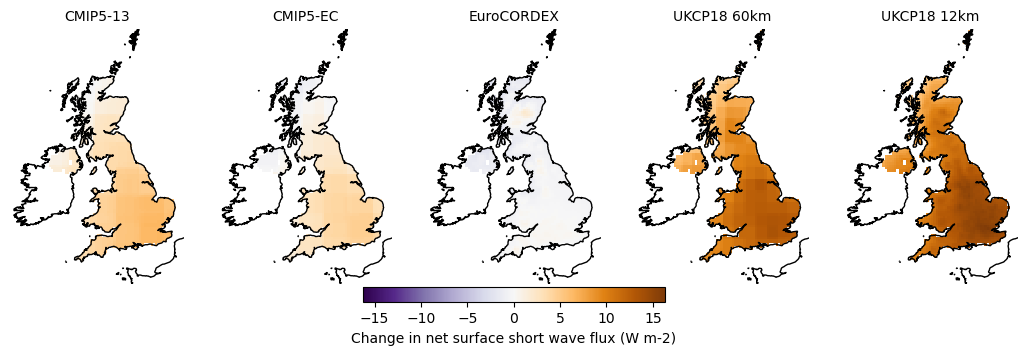 CMIP5-13 CMIP5-EC EuroCORDEX UKCP18 60km UKCP18 12km
−15 −10 −5 0 5 10 15
Change in net surface short wave flux (W m-2)